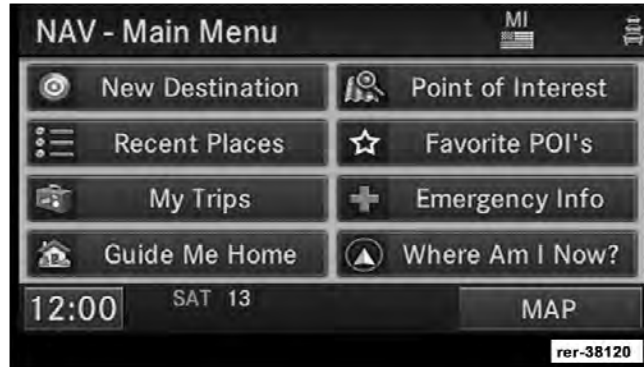 NAV - Main Menu
MI
New Destination
Point of Interest
Recent Places
Favorite POI's
My Trips
Emergency Info
Guide Me Home
Where Am I Now?
12:00
SAT 13
MAP
rer-38120